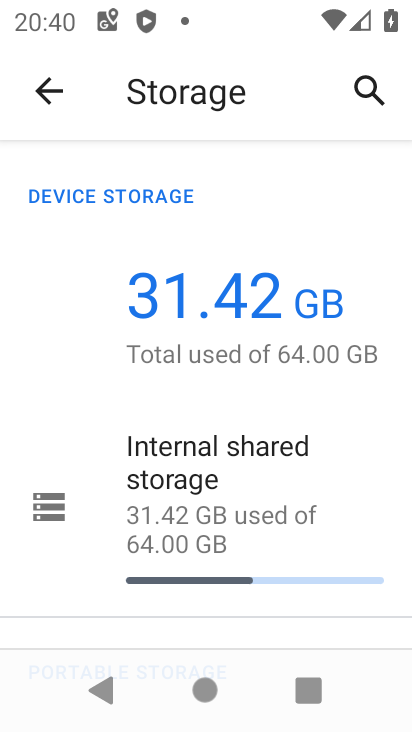 20:40
Storage
DEVICE STORAGE
31.42 GB
Total used of 64.00 GB
Internal shared
storage
31.42 GB used of
64.00 GB
PORTABLE STORAGE